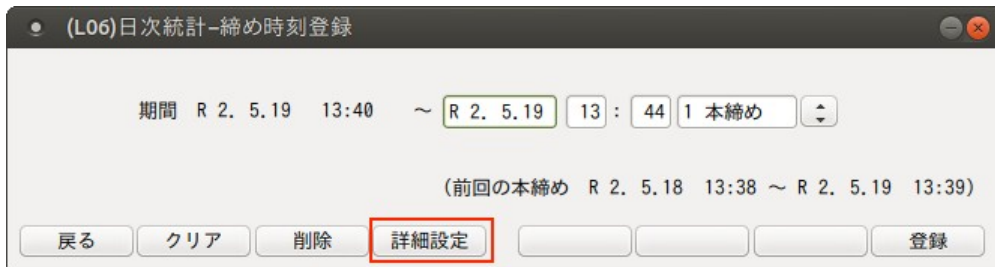 (L06)日次統計-締め時刻登録
期間 R 2. 5.19 13:40 ～ R 2. 5.19 13 : 44 1 本締め
(前回の本締め R 2. 5.18 13:38 ～ R 2. 5.19 13:39)
戻る クリア 削除 詳細設定 登録